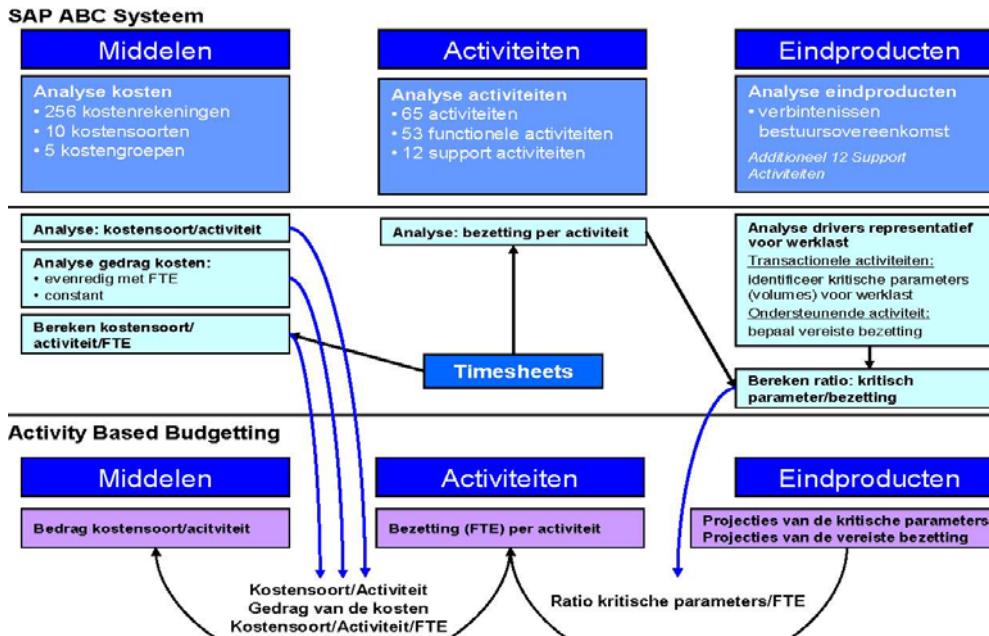 SAP ABC Systeem
Middelen
Activiteiten
Eindproducten
Analyse kosten
• 256 kostenrekeningen
• 10 kostensoorten
• 5 kostengroepen
Analyse activiteiten
• 65 activiteiten
• 53 functionele activiteiten
• 12 support activiteiten
Analyse eindproducten
• verbintenissen
bestuursovereenkomst
Additioneel 12 Support
Activiteiten
Analyse: kostensoort/activiteit
Analyse gedrag kosten:
• evenredig met FTE
• constant
Bereken kostensoort/
activiteit/FTE
Analyse: bezetting per activiteit
Timesheets
Analyse drivers representatief
voor werklast
Transactionele activiteiten:
identificeer kritische parameters
(volumes) voor werklast
Ondersteunende activiteit:
bepaal vereiste bezetting
Bereken ratio: kritisch
parameter/bezetting
Activity Based Budgetting
Middelen
Activiteiten
Eindproducten
Bedrag kostensoort/acitviteit
Bezetting (FTE) per activiteit
Projecties van de kritische parameters
Projecties van de vereiste bezetting
Kostensoort/Activiteit
Gedrag van de kosten
Kostensoort/Activiteit/FTE
Ratio kritische parameters/FTE